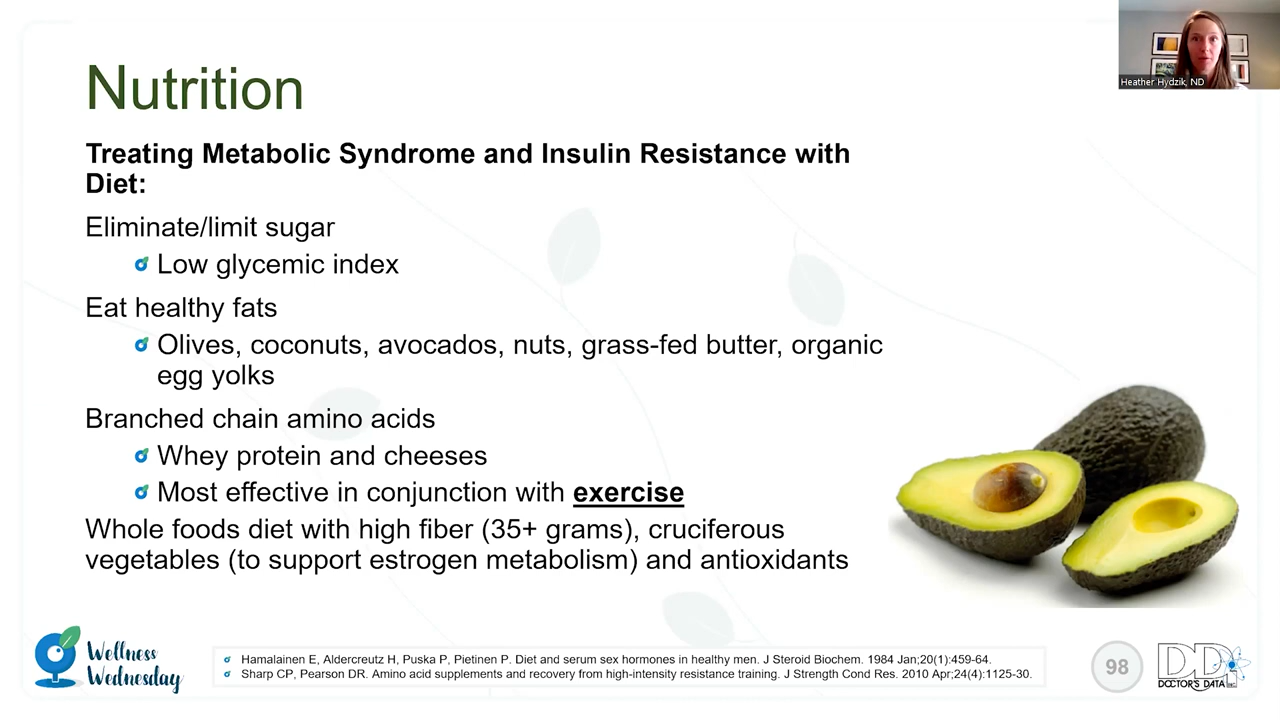 Heather Hydzik, ND
Nutrition
Treating Metabolic Syndrome and Insulin Resistance with
Diet:
Eliminate/limit sugar
Low glycemic index
Eat healthy fats
Olives, coconuts, avocados, nuts, grass-fed butter, organic
egg yolks
Branched chain amino acids
Whey protein and cheeses
Most effective in conjunction with exercise
Whole foods diet with high fiber (35+ grams), cruciferous
vegetables (to support estrogen metabolism) and antioxidants
Wellness
Wednesday
Hamalainen E, Aldercreutz H, Puska P, Pietinen P. Diet and serum sex hormones in healthy men. J Steroid Biochem. 1984 Jan;20(1):459-64.
Sharp CP, Pearson DR. Amino acid supplements and recovery from high-intensity resistance training. J Strength Cond Res. 2010 Apr;24(4):1125-30.
98
DDI
DOCTOR'S DATA INC.